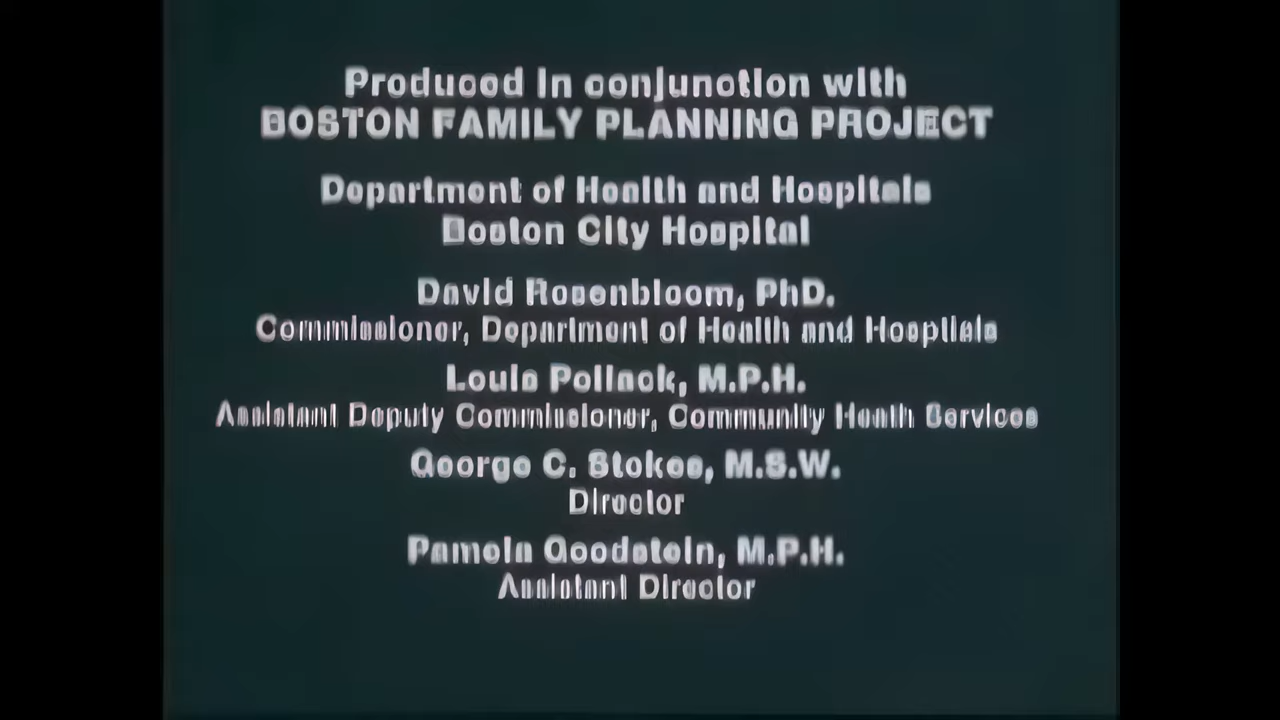 Produced in conjunction with
BOSTON FAMILY PLANNING PROJECT
Department of Health and Hospitals
Boston City Hospital
David Rosenbloom, PhD.
Commissioner, Department of Health and Hospitals
Louis Pollack, M.P.H.
Assistant Deputy Commissioner, Community Health Services
George C. Stokes, M.S.W.
Director
Pamela Goodstein, M.P.H.
Assistant Director